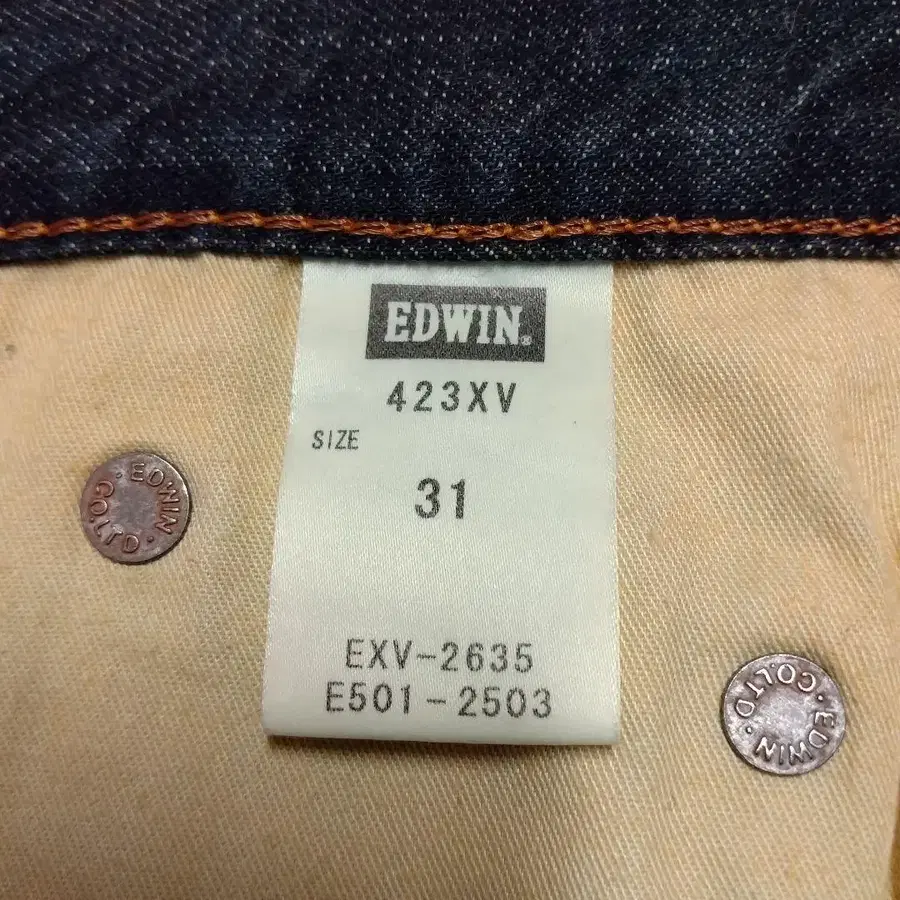 EDWIN®
423XV
SIZE
31
EXV-2635
E501-2503
· EDWIN · CO.LTD
· EDWIN · CO.LTD